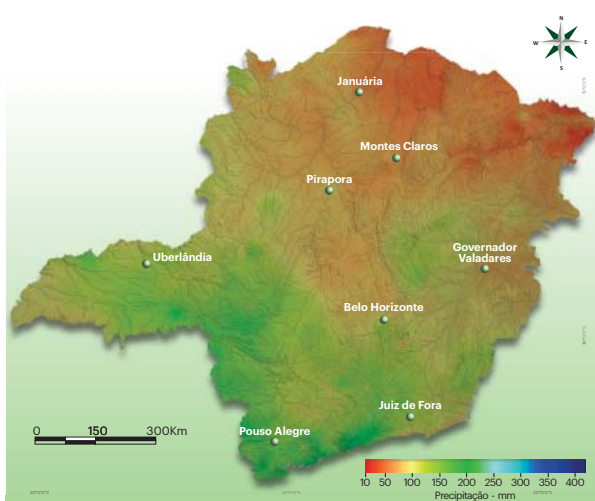 N
W E
S
Januária
Montes Claros
Pirapora
Governador
Valadares
Uberlândia
Belo Horizonte
Juiz de Fora
Pouso Alegre
0 150 300Km
10 50 100 150 200 250 300 350 400
Precipitação - mm